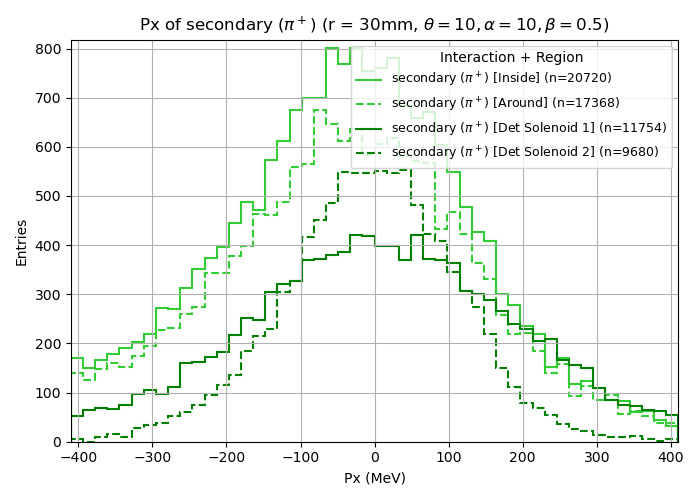 Px of secondary (π⁺) (r = 30mm, θ = 10, α = 10, β = 0.5)
800
700
600
500
400
300
200
100
0
Entries
Interaction + Region
secondary (π⁺) [Inside] (n=20720)
secondary (π⁺) [Around] (n=17368)
secondary (π⁺) [Det Solenoid 1] (n=11754)
secondary (π⁺) [Det Solenoid 2] (n=9680)
−400 −300 −200 −100 0 100 200 300 400
Px (MeV)